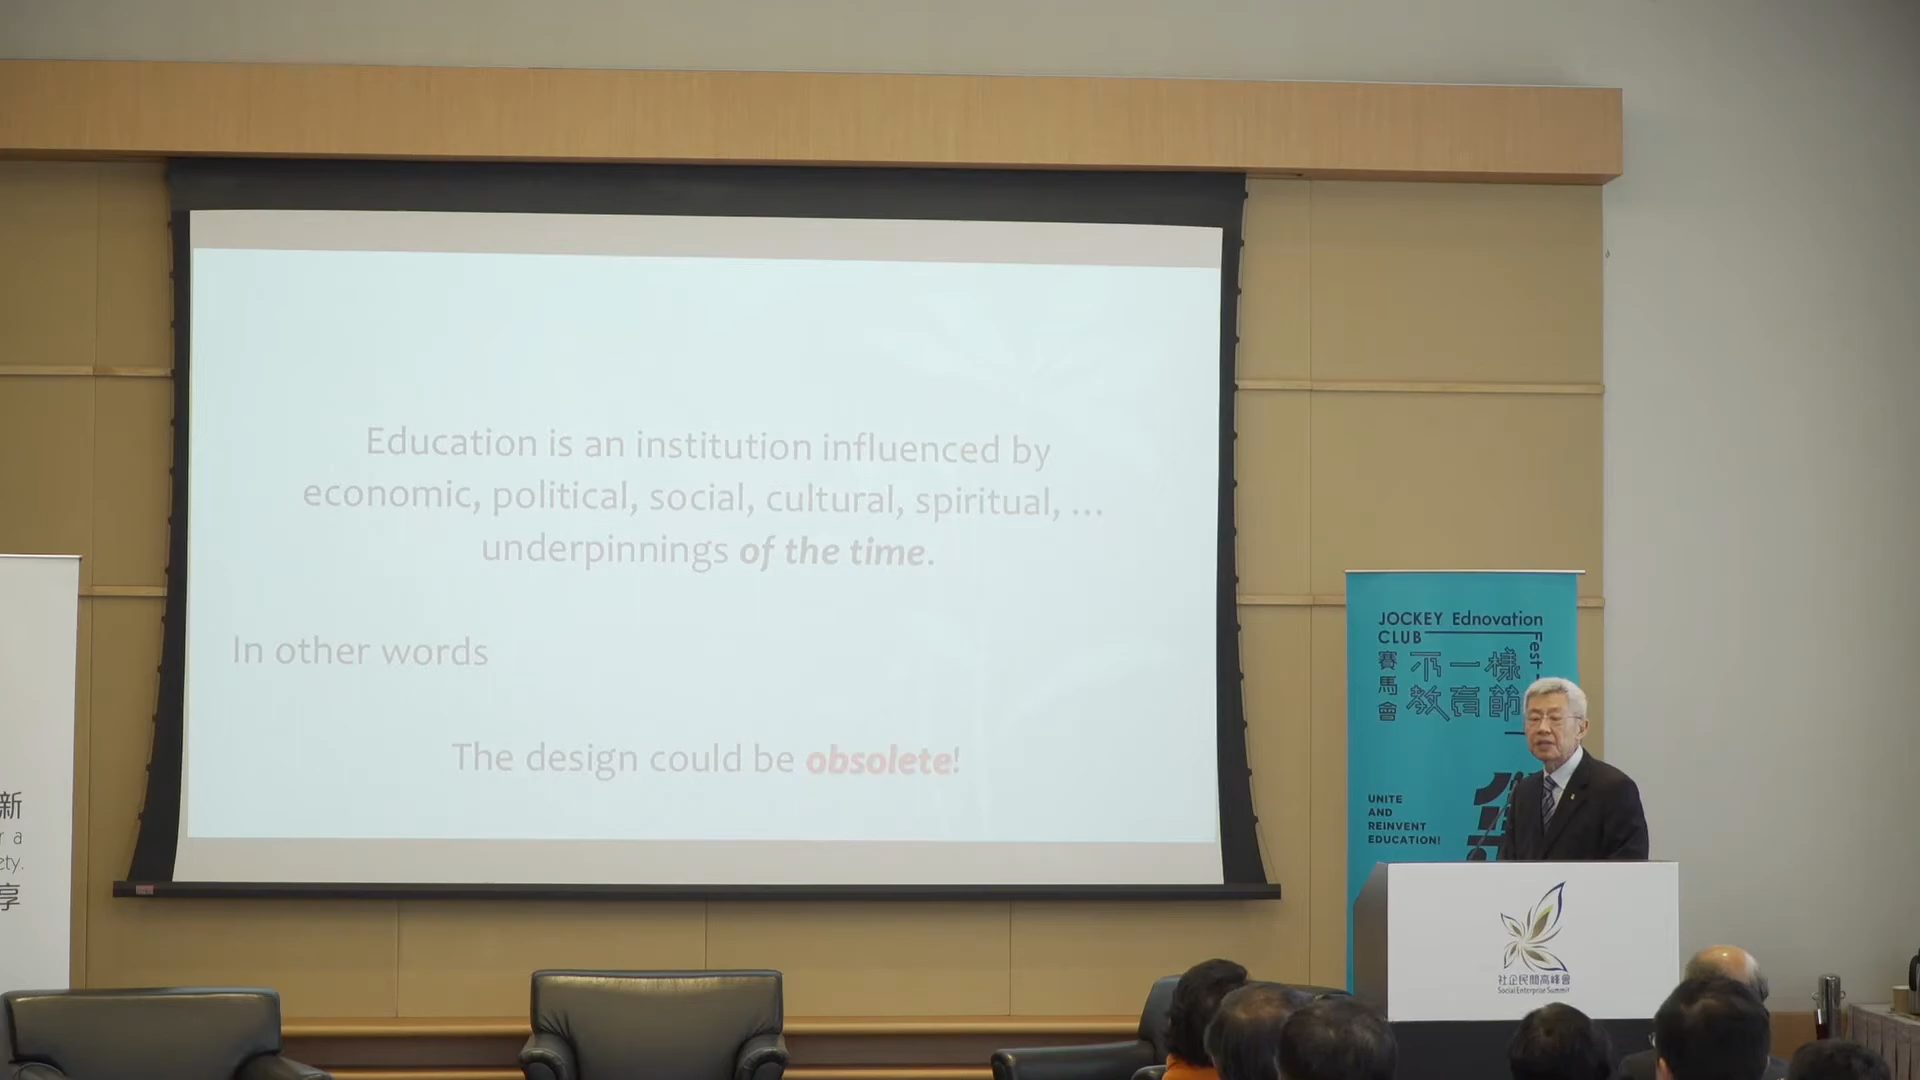 Education is an institution influenced by
economic, political, social, cultural, spiritual, ...
underpinnings of the time.
In other words
The design could be obsolete!
JOCKEY Ednovation
CLUB
Fest
賽馬會
不一樣
教育節
UNITE
AND
REINVENT
EDUCATION!
社企民間高峰會
Social Enterprise Summit
新
r a
ety.
享